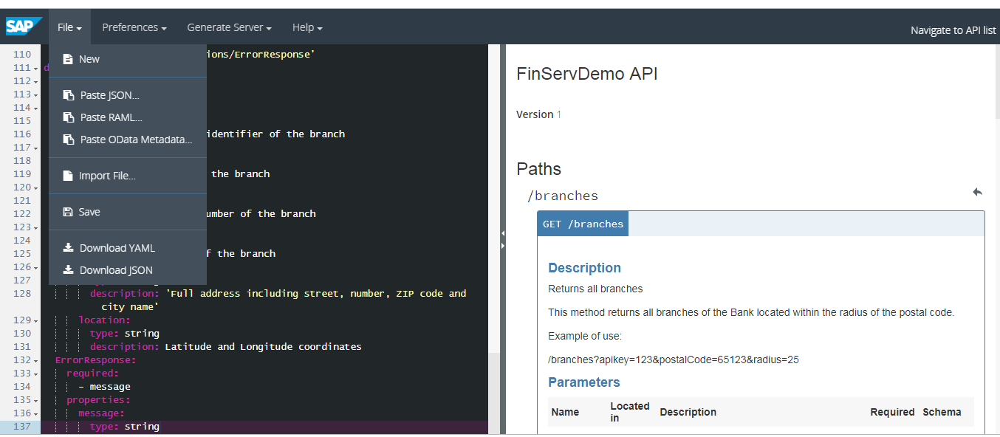 SAP File Preferences Generate Server Help Navigate to API list
New
Paste JSON...
Paste RAML...
Paste OData Metadata...
Import File...
Save
Download YAML
Download JSON
110 ions/ErrorResponse'
111 d
112
113
114
115
116 identifier of the branch
117
118
119 the branch
120
121
122 umber of the branch
123
124
125 f the branch
126
127
128 description: 'Full address including street, number, ZIP code and
city name'
129 location:
130 type: string
131 description: Latitude and Longitude coordinates
132 ErrorResponse:
133 required:
134 - message
135 properties:
136 message:
137 type: string
FinServDemo API
Version 1
Paths
/branches
GET /branches
Description
Returns all branches
This method returns all branches of the Bank located within the radius of the postal code.
Example of use:
/branches?apikey=123&postalCode=65123&radius=25
Parameters
Name Located in Description Required Schema